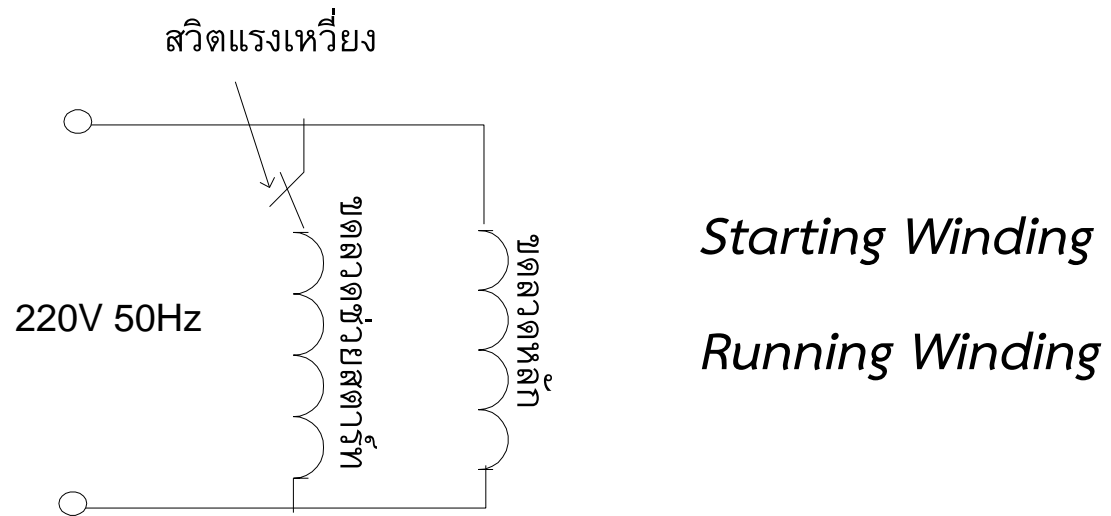 สวิตแรงเหวี่ยง
220V 50Hz
ขดลวดช่วยสตาร์ท
ขดลวดหลัก
Starting Winding
Running Winding